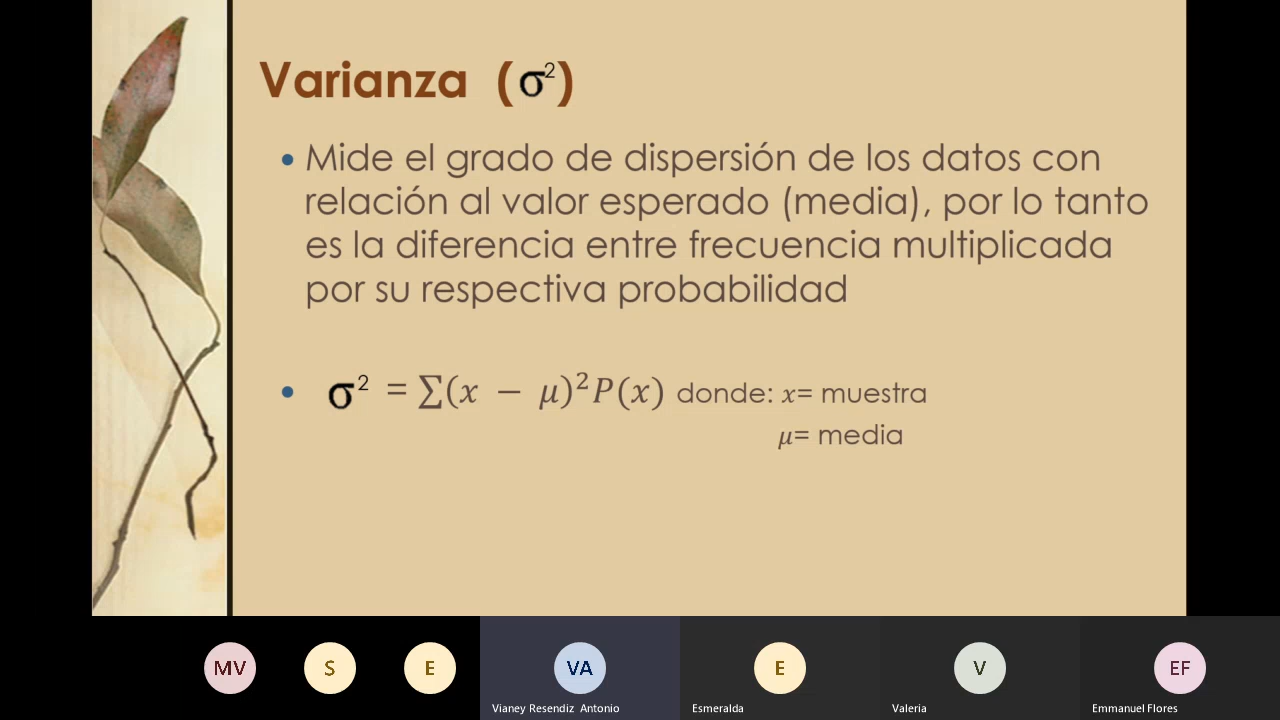 Varianza (σ²)
• Mide el grado de dispersión de los datos con
relación al valor esperado (media), por lo tanto
es la diferencia entre frecuencia multiplicada
por su respectiva probabilidad
• σ² = ∑(x − μ)²P(x) donde: x= muestra
μ= media
MV S E VA E V EF
Vianey Resendiz Antonio Esmeralda Valeria Emmanuel Flores